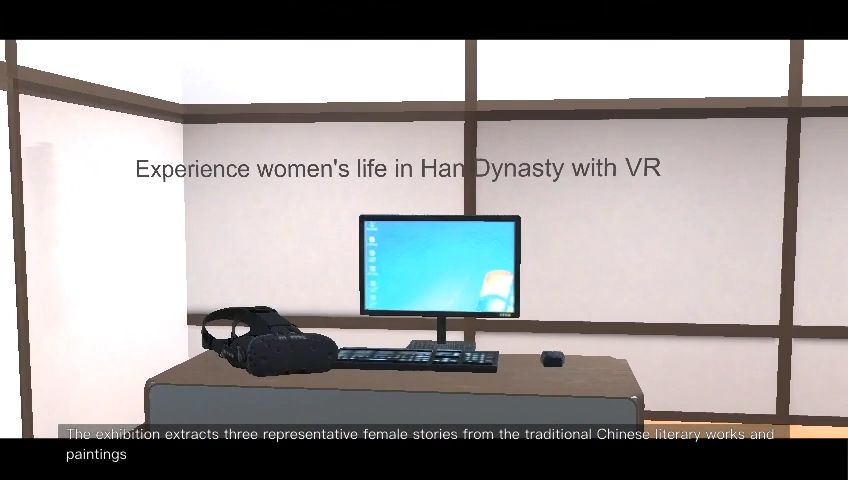 Experience women's life in Han Dynasty with VR
The exhibition extracts three representative female stories from the traditional Chinese literary works and
paintings